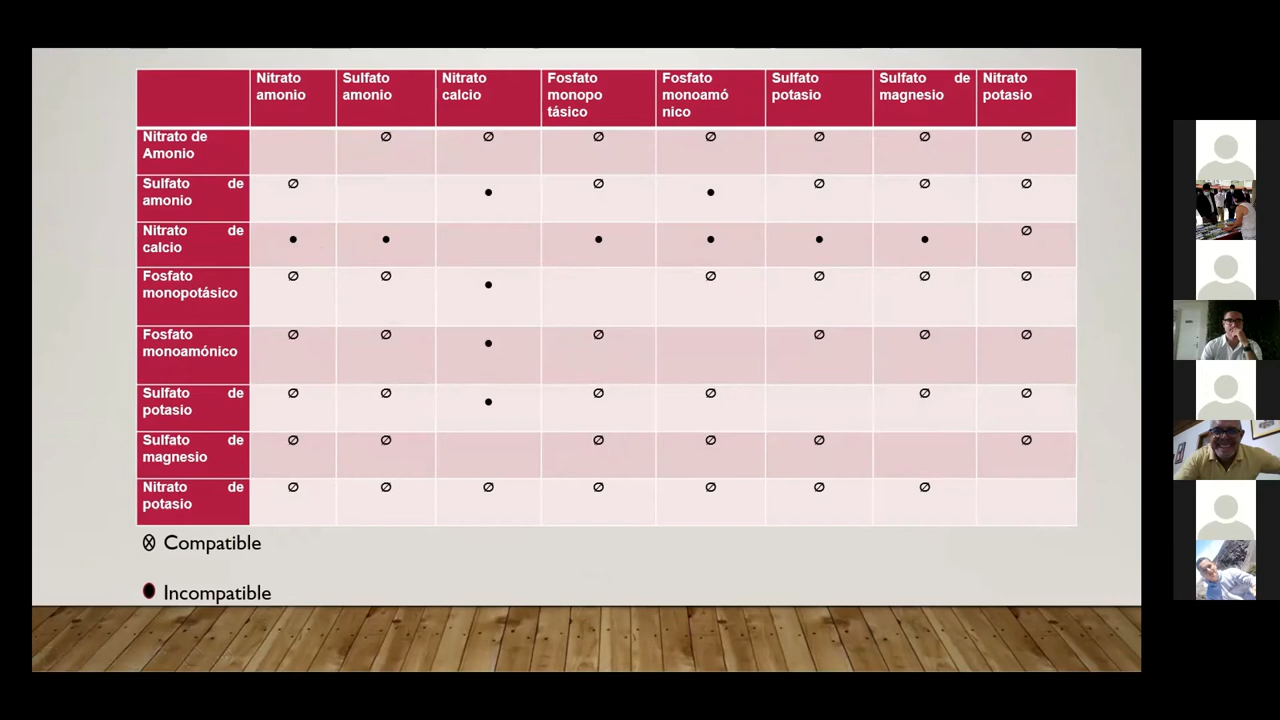 Nitrato Sulfato Nitrato Fosfato Fosfato Sulfato Sulfato de Nitrato
amonio amonio calcio monopo monoamó potasio magnesio potasio
tásico nico
Nitrato de ∅ ∅ ∅ ∅ ∅ ∅ ∅
Amonio
Sulfato de ∅ • ∅ • ∅ ∅ ∅
amonio
Nitrato de • • • • • • ∅
calcio
Fosfato ∅ ∅ • ∅ ∅ ∅ ∅
monopotásico
Fosfato ∅ ∅ • ∅ ∅ ∅ ∅
monoamónico
Sulfato de ∅ ∅ • ∅ ∅ ∅ ∅
potasio
Sulfato de ∅ ∅ ∅ ∅ ∅ ∅
magnesio
Nitrato de ∅ ∅ ∅ ∅ ∅ ∅ ∅
potasio
⊗ Compatible
● Incompatible